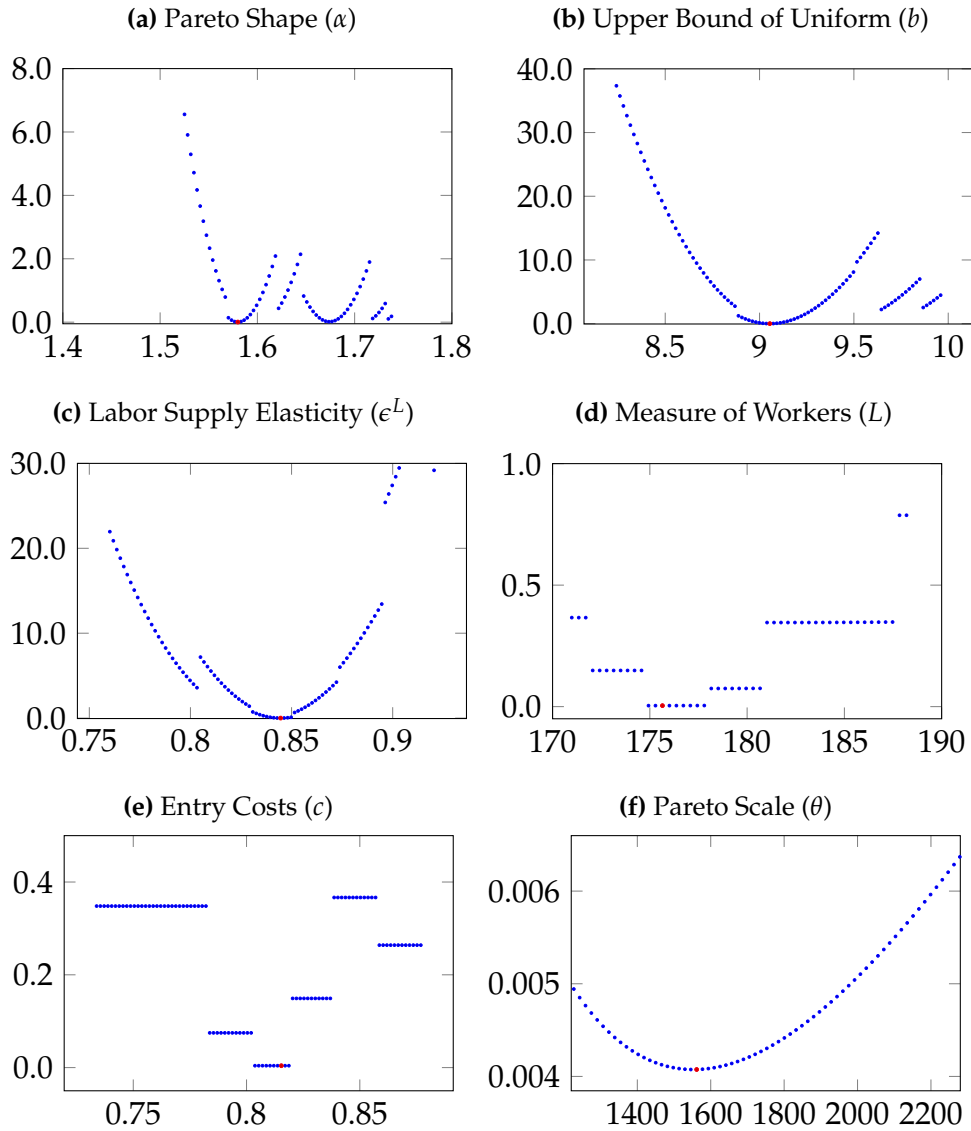 (a) Pareto Shape (α)
8.0
6.0
4.0
2.0
0.0
1.4 1.5 1.6 1.7 1.8
(b) Upper Bound of Uniform (b)
40.0
30.0
20.0
10.0
0.0
8.5 9 9.5 10
(c) Labor Supply Elasticity (ϵL)
30.0
20.0
10.0
0.0
0.75 0.8 0.85 0.9
(d) Measure of Workers (L)
1.0
0.5
0.0
170 175 180 185 190
(e) Entry Costs (c)
0.4
0.2
0.0
0.75 0.8 0.85
(f) Pareto Scale (θ)
0.006
0.005
0.004
1400 1600 1800 2000 2200